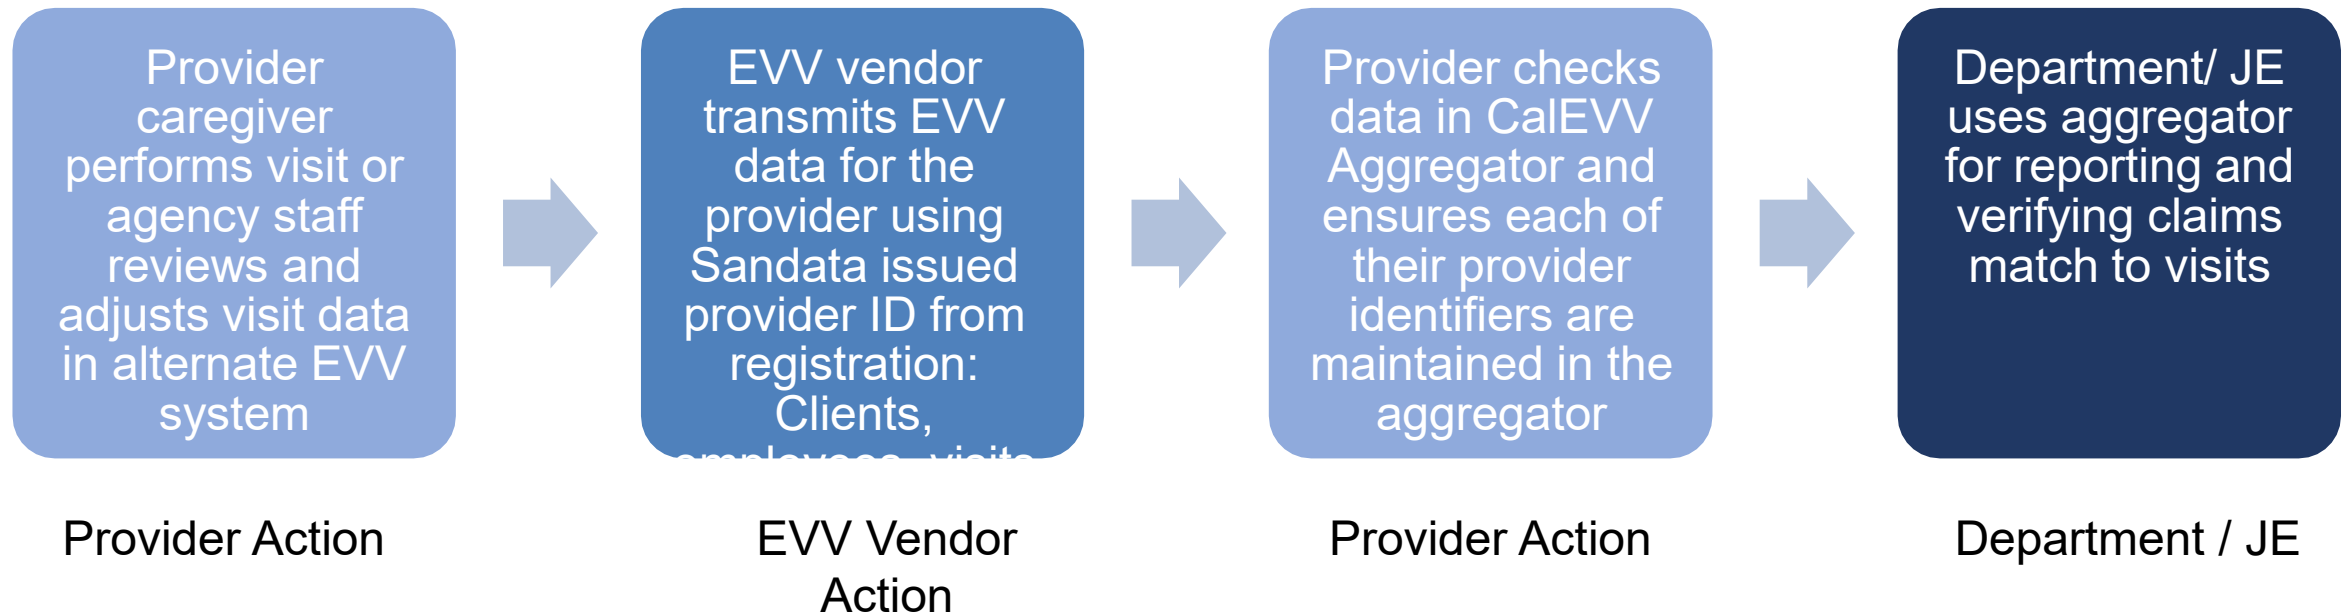 Provider
caregiver
performs visit or
agency staff
reviews and
adjusts visit data
in alternate EVV
system
EVV vendor
transmits EVV
data for the
provider using
Sandata issued
provider ID from
registration:
Clients,
employees, visits
Provider checks
data in CalEVV
Aggregator and
ensures each of
their provider
identifiers are
maintained in the
aggregator
Department/ JE
uses aggregator
for reporting and
verifying claims
match to visits
Provider Action
EVV Vendor
Action
Provider Action
Department / JE